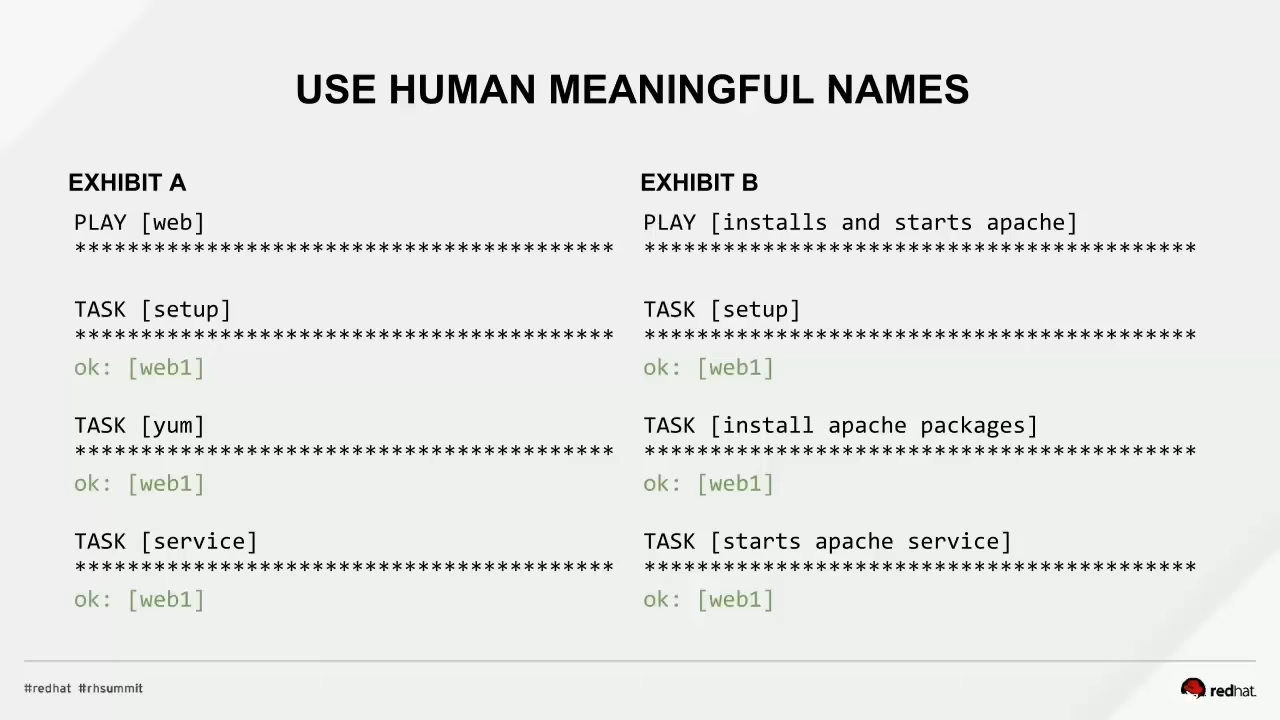 USE HUMAN MEANINGFUL NAMES
EXHIBIT A
PLAY [web]
*****************************************
TASK [setup]
*****************************************
ok: [web1]
TASK [yum]
*****************************************
ok: [web1]
TASK [service]
*****************************************
ok: [web1]
EXHIBIT B
PLAY [installs and starts apache]
******************************************
TASK [setup]
******************************************
ok: [web1]
TASK [install apache packages]
******************************************
ok: [web1]
TASK [starts apache service]
******************************************
ok: [web1]
#redhat #rhsummit
redhat.